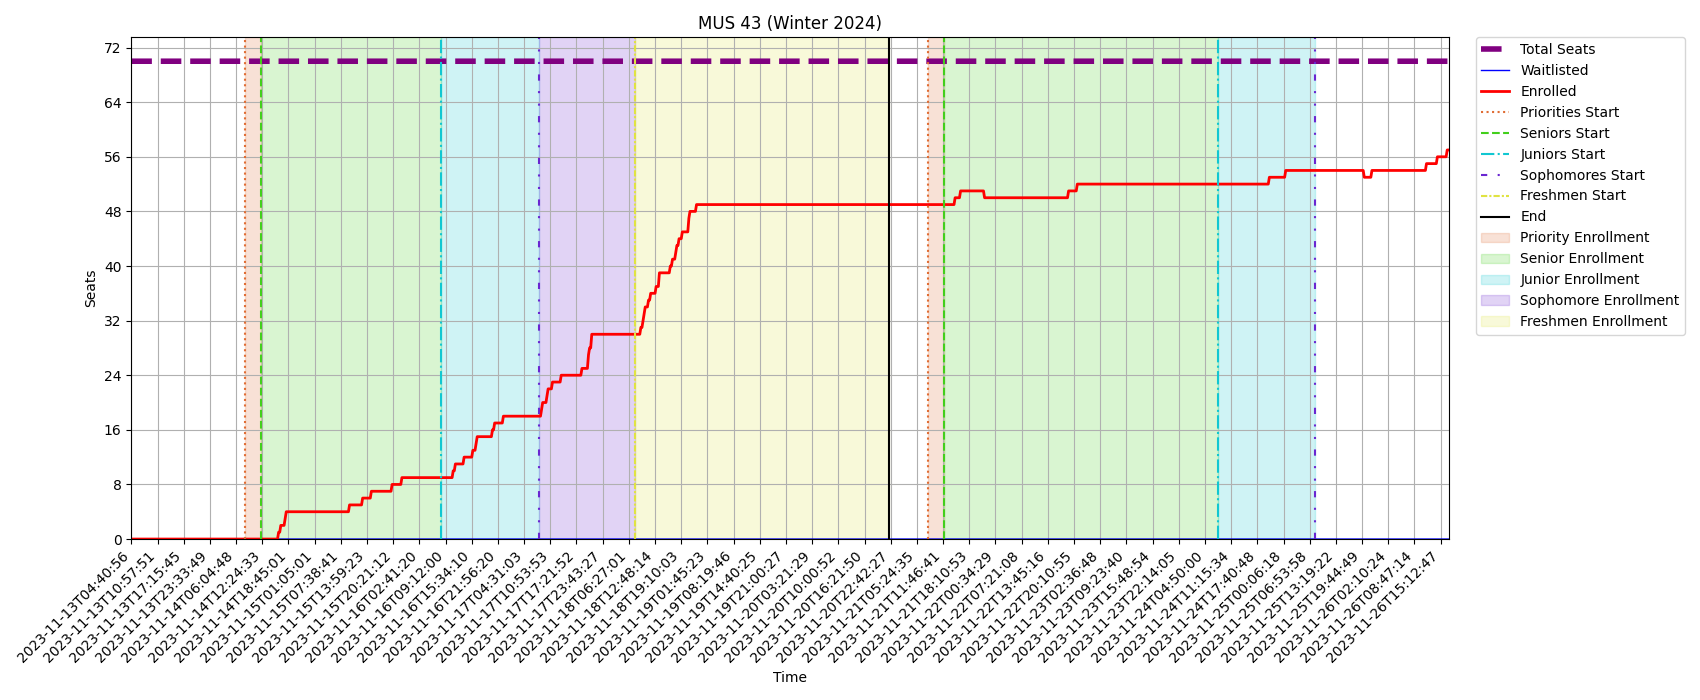 MUS 43 (Winter 2024)
72
64
56
48
40
32
24
16
8
0
Seats
2023-11-13T04:40:56
2023-11-13T10:57:51
2023-11-13T17:15:45
2023-11-13T23:33:49
2023-11-14T06:04:48
2023-11-14T12:24:33
2023-11-14T18:45:01
2023-11-15T01:05:01
2023-11-15T07:38:41
2023-11-15T13:59:23
2023-11-15T20:21:12
2023-11-16T02:41:20
2023-11-16T09:12:00
2023-11-16T15:34:10
2023-11-16T21:56:20
2023-11-17T04:31:03
2023-11-17T10:53:53
2023-11-17T17:21:52
2023-11-17T23:43:27
2023-11-18T06:27:01
2023-11-18T12:48:14
2023-11-18T19:10:03
2023-11-19T01:45:23
2023-11-19T08:19:46
2023-11-19T14:40:25
2023-11-19T21:00:27
2023-11-20T03:21:29
2023-11-20T10:00:52
2023-11-20T16:21:50
2023-11-20T22:42:27
2023-11-21T05:24:35
2023-11-21T11:46:41
2023-11-21T18:10:53
2023-11-22T00:34:29
2023-11-22T07:21:08
2023-11-22T13:45:16
2023-11-22T20:10:55
2023-11-23T02:36:48
2023-11-23T09:23:40
2023-11-23T15:48:54
2023-11-23T22:14:05
2023-11-24T04:50:00
2023-11-24T11:15:34
2023-11-24T17:40:48
2023-11-25T00:06:18
2023-11-25T06:53:58
2023-11-25T13:19:22
2023-11-25T19:44:49
2023-11-26T02:10:24
2023-11-26T08:47:14
2023-11-26T15:12:47
Time
Total Seats
Waitlisted
Enrolled
Priorities Start
Seniors Start
Juniors Start
Sophomores Start
Freshmen Start
End
Priority Enrollment
Senior Enrollment
Junior Enrollment
Sophomore Enrollment
Freshmen Enrollment